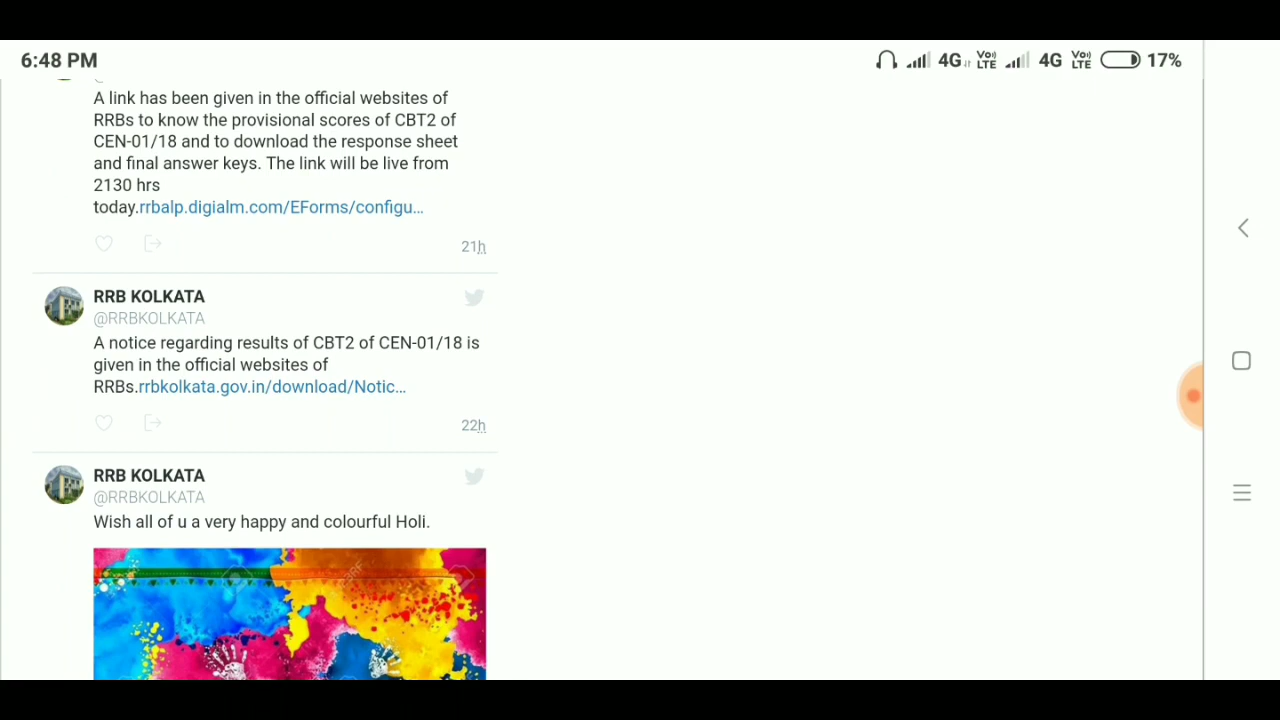 6:48 PM
4G VoLTE 4G VoLTE 17%
A link has been given in the official websites of
RRBs to know the provisional scores of CBT2 of
CEN-01/18 and to download the response sheet
and final answer keys. The link will be live from
2130 hrs
today.rrbalp.digialm.com/EForms/configu…
21h
RRB KOLKATA
@RRBKOLKATA
A notice regarding results of CBT2 of CEN-01/18 is
given in the official websites of
RRBs.rrbkolkata.gov.in/download/Notic…
22h
RRB KOLKATA
@RRBKOLKATA
Wish all of u a very happy and colourful Holi.